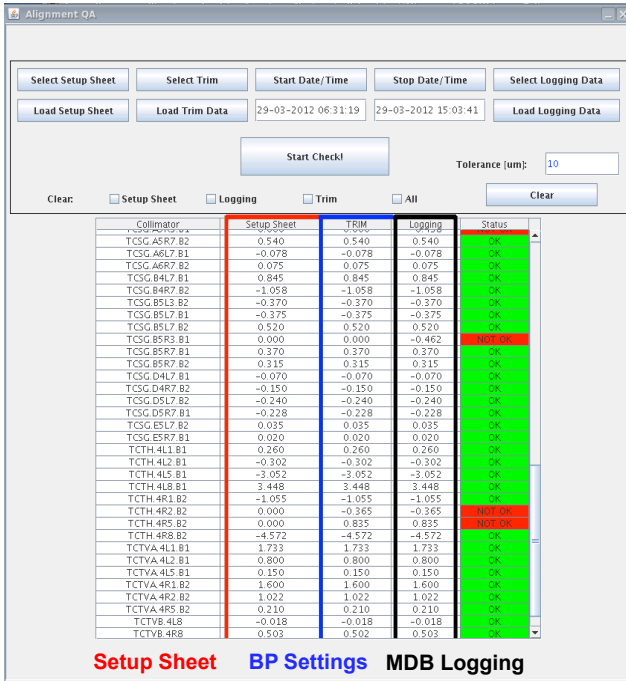 Alignment QA
Select Setup Sheet Select Trim Start Date/Time Stop Date/Time Select Logging Data
Load Setup Sheet Load Trim Data 29-03-2012 06:31:19 29-03-2012 15:03:41 Load Logging Data
Start Check!
Tolerance [um]: 10
Clear: Setup Sheet Logging Trim All Clear
Collimator Setup Sheet TRIM Logging Status
TCSG.A5R7.B2 0.540 0.540 0.540 OK
TCSG.A6L7.B1 -0.078 -0.078 -0.078 OK
TCSG.A6R7.B2 0.075 0.075 0.075 OK
TCSG.B4L7.B1 0.845 0.845 0.845 OK
TCSG.B4R7.B2 -1.058 -1.058 -1.058 OK
TCSG.B5L3.B2 -0.370 -0.370 -0.370 OK
TCSG.B5L7.B1 -0.375 -0.375 -0.375 OK
TCSG.B5L7.B2 0.520 0.520 0.520 OK
TCSG.B5R3.B1 0.000 0.000 -0.462 NOT OK
TCSG.B5R7.B1 0.370 0.370 0.370 OK
TCSG.B5R7.B2 0.315 0.315 0.315 OK
TCSG.D4L7.B1 -0.070 -0.070 -0.070 OK
TCSG.D4R7.B2 -0.150 -0.150 -0.150 OK
TCSG.D5L7.B2 -0.240 -0.240 -0.240 OK
TCSG.D5R7.B1 -0.228 -0.228 -0.228 OK
TCSG.E5L7.B2 0.035 0.035 0.035 OK
TCSG.E5R7.B1 0.020 0.020 0.020 OK
TCTH.4L1.B1 0.260 0.260 0.260 OK
TCTH.4L2.B1 -0.302 -0.302 -0.302 OK
TCTH.4L5.B1 -3.052 -3.052 -3.052 OK
TCTH.4L8.B1 3.448 3.448 3.448 OK
TCTH.4R1.B2 -1.055 -1.055 -1.055 OK
TCTH.4R2.B2 0.000 -0.365 -0.365 NOT OK
TCTH.4R5.B2 0.000 0.835 0.835 NOT OK
TCTH.4R8.B2 -4.572 -4.572 -4.572 OK
TCTVA.4L1.B1 1.733 1.733 1.733 OK
TCTVA.4L2.B1 0.800 0.800 0.800 OK
TCTVA.4L5.B1 0.150 0.150 0.150 OK
TCTVA.4R1.B2 1.600 1.600 1.600 OK
TCTVA.4R2.B2 1.022 1.022 1.022 OK
TCTVA.4R5.B2 0.210 0.210 0.210 OK
TCTVB.4L8 -0.018 -0.018 -0.018 OK
TCTVB.4R8 0.503 0.502 0.503 OK
Setup Sheet BP Settings MDB Logging